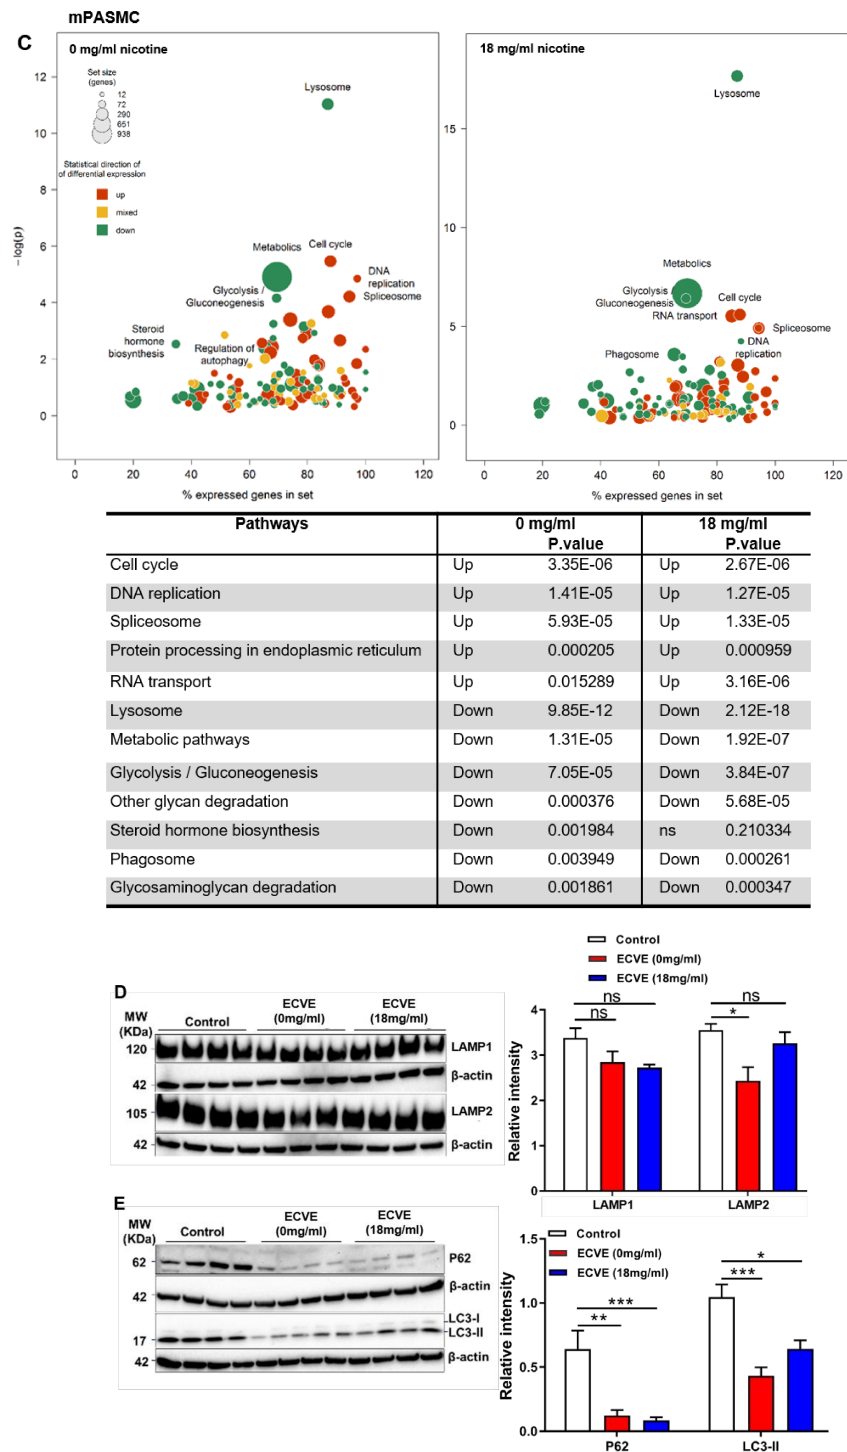 mPASMC
C
0 mg/ml nicotine
Set size
(genes)
12
72
290
651
938
Statistical direction of
of differential expression
up
mixed
down
Lysosome
Metabolics
Cell cycle
DNA
replication
Spliceosome
Glycolysis /
Gluconeogenesis
Steroid
hormone
biosynthesis
Regulation of
autophagy
12
10
8
6
4
2
0
−log(p)
0 20 40 60 80 100 120
% expressed genes in set
18 mg/ml nicotine
Lysosome
Metabolics
Glycolysis /
Gluconeogenesis
RNA transport
Cell cycle
Spliceosome
DNA
replication
Phagosome
15
10
5
0
0 20 40 60 80 100 120
% expressed genes in set
Pathways 0 mg/ml 18 mg/ml
P.value P.value
Cell cycle Up 3.35E-06 Up 2.67E-06
DNA replication Up 1.41E-05 Up 1.27E-05
Spliceosome Up 5.93E-05 Up 1.33E-05
Protein processing in endoplasmic reticulum Up 0.000205 Up 0.000959
RNA transport Up 0.015289 Up 3.16E-06
Lysosome Down 9.85E-12 Down 2.12E-18
Metabolic pathways Down 1.31E-05 Down 1.92E-07
Glycolysis / Gluconeogenesis Down 7.05E-05 Down 3.84E-07
Other glycan degradation Down 0.000376 Down 5.68E-05
Steroid hormone biosynthesis Down 0.001984 ns 0.210334
Phagosome Down 0.003949 Down 0.000261
Glycosaminoglycan degradation Down 0.001861 Down 0.000347
D
MW
(KDa)
Control
ECVE
(0mg/ml)
ECVE
(18mg/ml)
120 LAMP1
42 β-actin
105 LAMP2
42 β-actin
Control
ECVE (0mg/ml)
ECVE (18mg/ml)
ns
ns
ns
*
4
3
2
1
0
Relative intensity
LAMP1 LAMP2
E
MW
(KDa)
Control
ECVE
(0mg/ml)
ECVE
(18mg/ml)
62 P62
42 β-actin
LC3-I
17 LC3-II
42 β-actin
Control
ECVE (0mg/ml)
ECVE (18mg/ml)
***
**
*
***
1.5
1.0
0.5
0.0
Relative intensity
P62 LC3-II